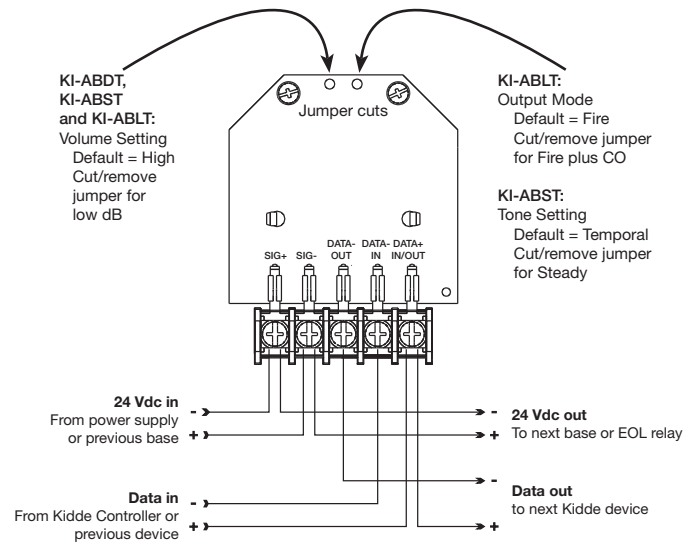 KI-ABDT,
KI-ABST
and KI-ABLT:
Volume Setting
Default = High
Cut/remove
jumper for
low dB
Jumper cuts
KI-ABLT:
Output Mode
Default = Fire
Cut/remove jumper
for Fire plus CO
KI-ABST:
Tone Setting
Default = Temporal
Cut/remove jumper
for Steady
SIG+ SIG- DATA- OUT DATA- IN DATA+ IN/OUT
24 Vdc in
From power supply
or previous base
-
+
- 24 Vdc out
+ To next base or EOL relay
Data in
From Kidde Controller or
previous device
-
+
-
Data out
to next Kidde device
+